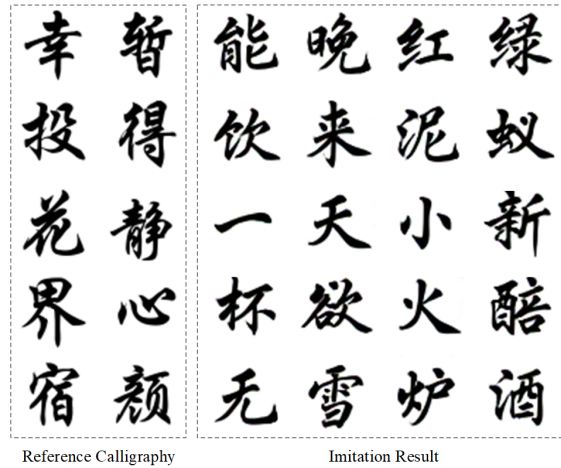 幸投花界宿
暂得静心颜
Reference Calligraphy
绿蚁新醅酒
红泥小火炉
晚来天欲雪
能饮一杯无
Imitation Result